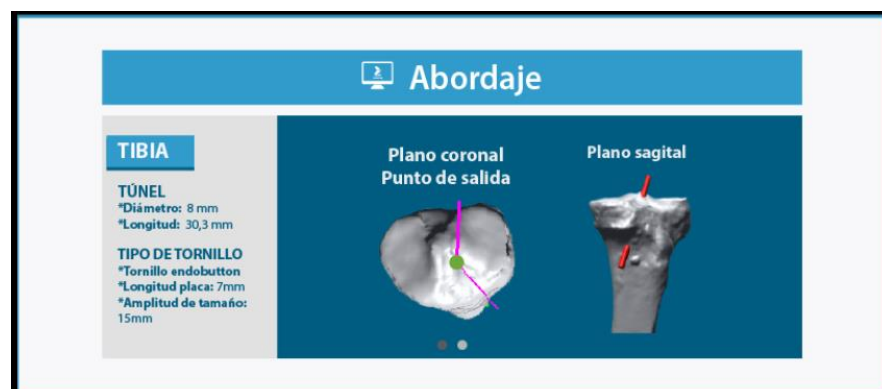 Abordaje
TIBIA
TÚNEL
*Diámetro: 8 mm
*Longitud: 30,3 mm
TIPO DE TORNILLO
*Tornillo endobutton
*Longitud placa: 7mm
*Amplitud de tamaño:
15mm
Plano coronal
Punto de salida
Plano sagital